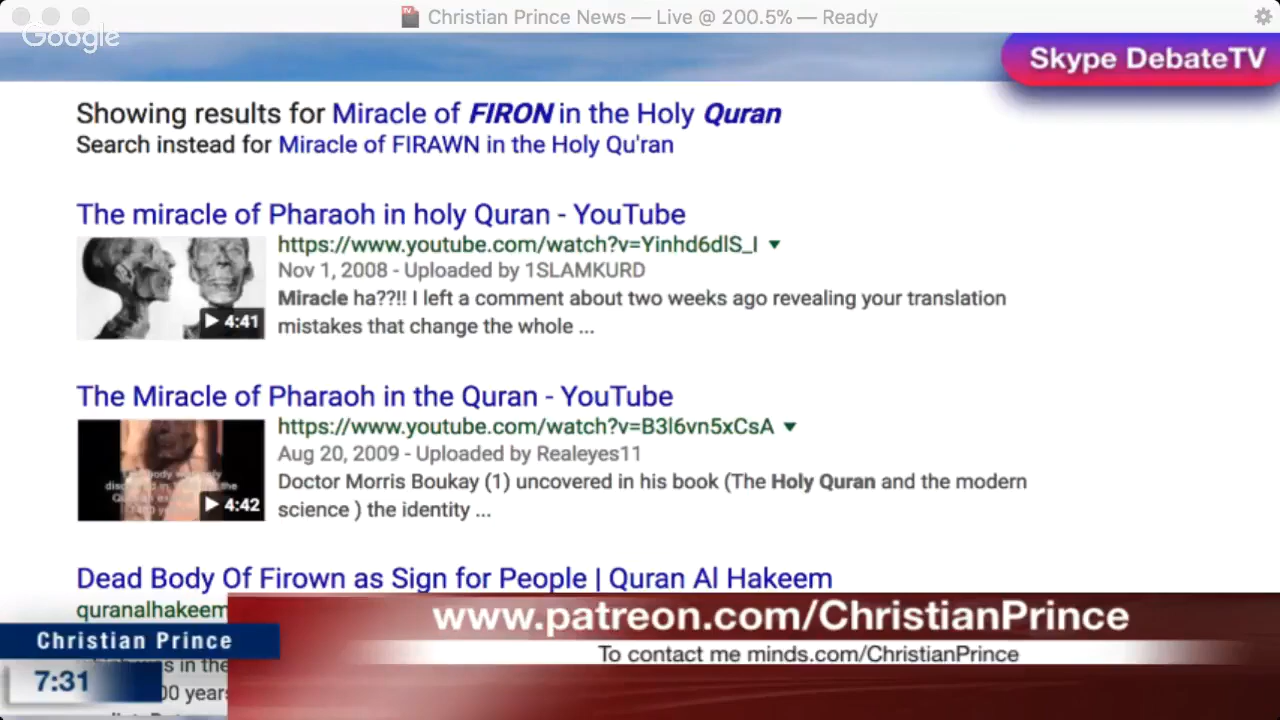 Christian Prince News — Live @ 200.5% — Ready
Google
Skype DebateTV
Showing results for Miracle of FIRON in the Holy Quran
Search instead for Miracle of FIRAWN in the Holy Qu'ran
The miracle of Pharaoh in holy Quran - YouTube
https://www.youtube.com/watch?v=Yinhd6dlS_I
Nov 1, 2008 - Uploaded by 1SLAMKURD
Miracle ha??!! I left a comment about two weeks ago revealing your translation
mistakes that change the whole ...
4:41
The Miracle of Pharaoh in the Quran - YouTube
https://www.youtube.com/watch?v=B3l6vn5xCsA
Aug 20, 2009 - Uploaded by Realeyes11
Doctor Morris Boukay (1) uncovered in his book (The Holy Quran and the modern
science ) the identity ...
4:42
Dead Body Of Firown as Sign for People | Quran Al Hakeem
quranalhakeem
www.patreon.com/ChristianPrince
Christian Prince
To contact me minds.com/ChristianPrince
s in the
7:31
00 years